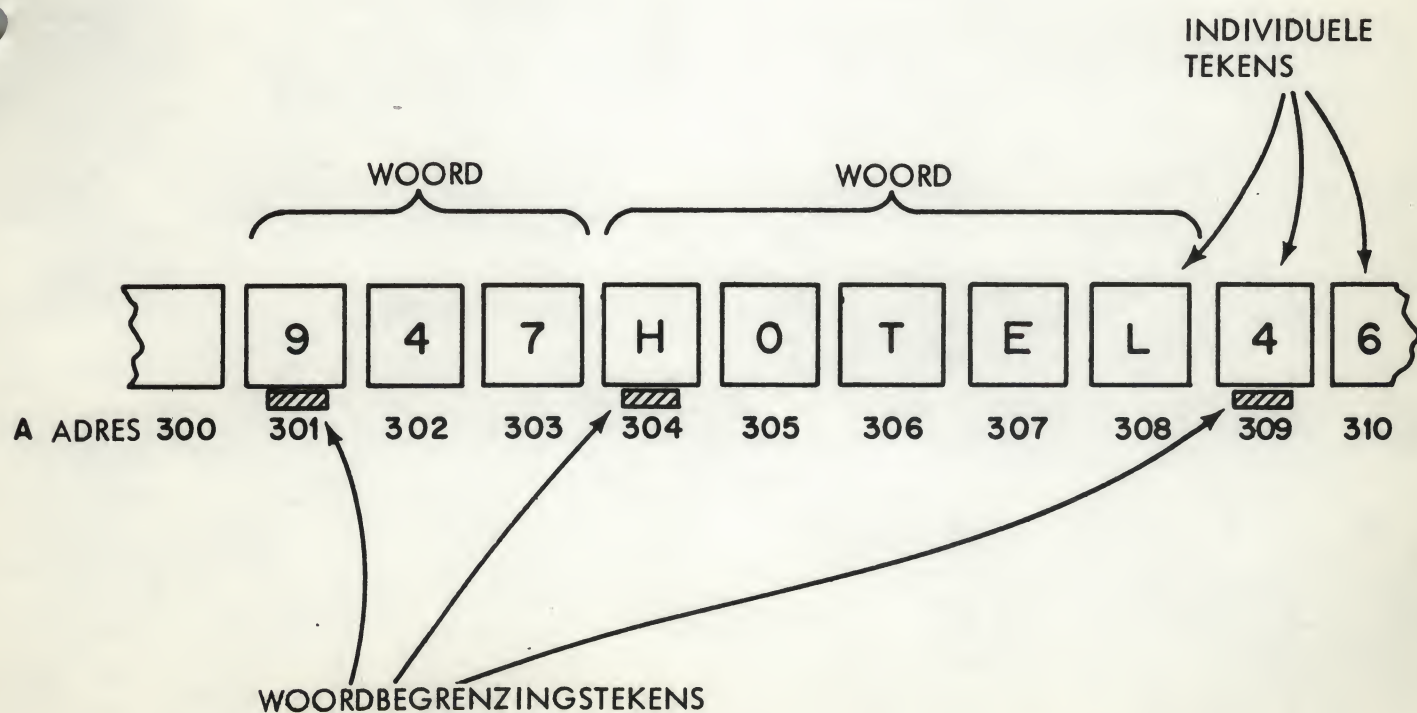 INDIVIDUELE
TEKENS
WOORD WOORD
9 4 7 H O T E L 4 6
A ADRES 300 301 302 303 304 305 306 307 308 309 310
WOORDBEGRENZINGSTEKENS